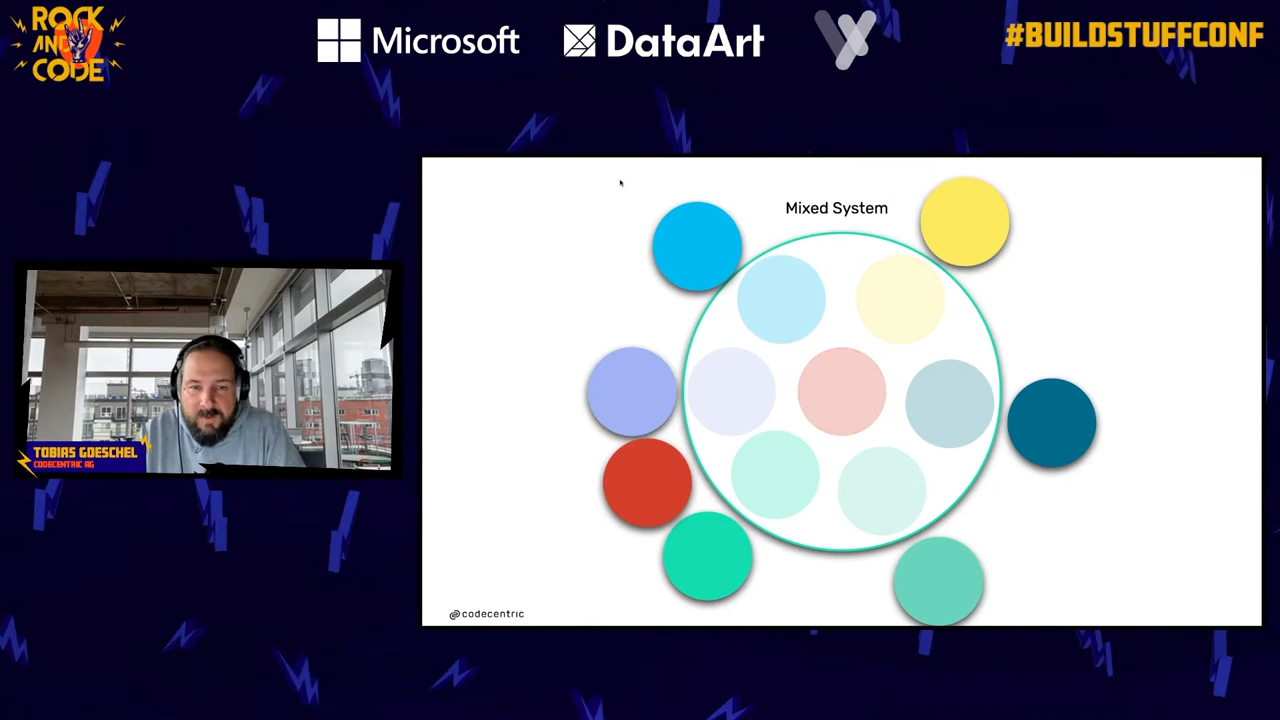 ROCK
AND
CODE
Microsoft
DataArt
#BUILDSTUFFCONF
Mixed System
TOBIAS GOESCHEL
CODECENTRIC AG
codecentric